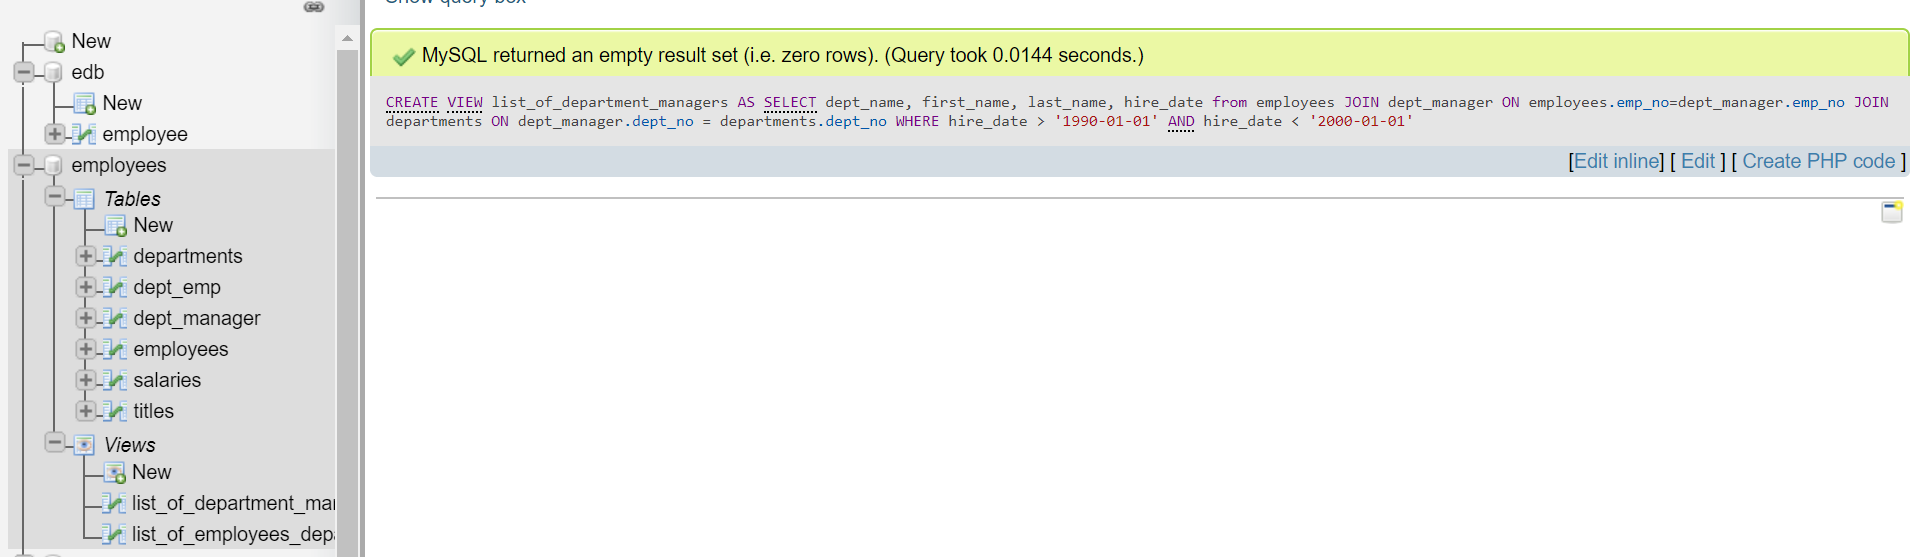 New
edb
New
employee
employees
Tables
New
departments
dept_emp
dept_manager
employees
salaries
titles
Views
New
list_of_department_ma
list_of_employees_dep
Show query box
MySQL returned an empty result set (i.e. zero rows). (Query took 0.0144 seconds.)
CREATE VIEW list_of_department_managers AS SELECT dept_name, first_name, last_name, hire_date from employees JOIN dept_manager ON employees.emp_no=dept_manager.emp_no JOIN
departments ON dept_manager.dept_no = departments.dept_no WHERE hire_date > '1990-01-01' AND hire_date < '2000-01-01'
[Edit inline] [ Edit ] [ Create PHP code ]